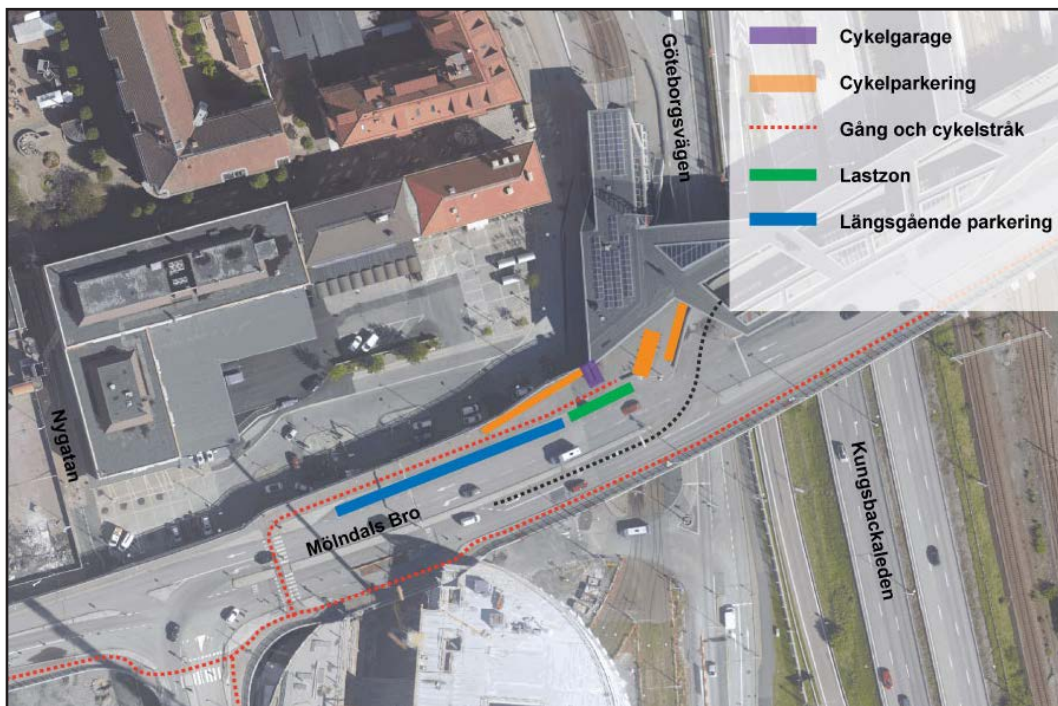 Göteborgsvägen
Cykelgarage
Cykelparkering
Gång och cykelstråk
Lastzon
Längsgående parkering
Nygatan
Mölndals Bro
Kungsbackaleden